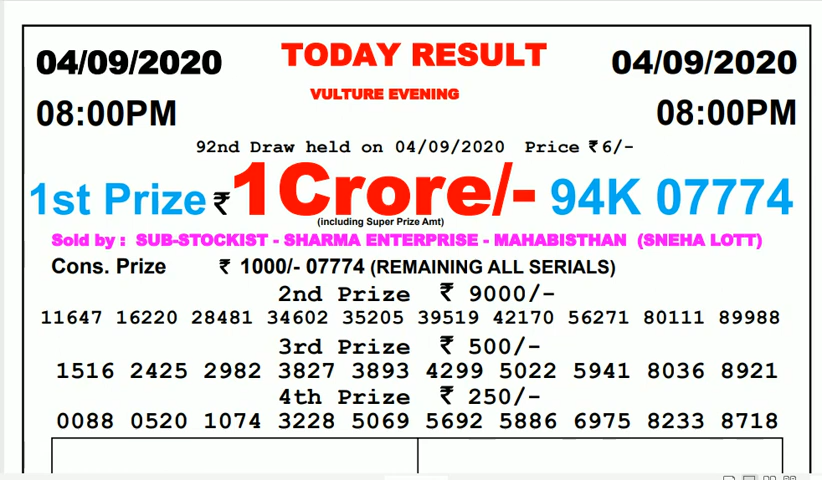 04/09/2020 TODAY RESULT 04/09/2020
08:00PM VULTURE EVENING 08:00PM
92nd Draw held on 04/09/2020 Price ₹6/-
1st Prize ₹1Crore/- 94K 07774
(including Super Prize Amt)
Sold by : SUB-STOCKIST - SHARMA ENTERPRISE - MAHABISTHAN (SNEHA LOTT)
Cons. Prize ₹ 1000/- 07774 (REMAINING ALL SERIALS)
2nd Prize ₹ 9000/-
11647 16220 28481 34602 35205 39519 42170 56271 80111 89988
3rd Prize ₹ 500/-
1516 2425 2982 3827 3893 4299 5022 5941 8036 8921
4th Prize ₹ 250/-
0088 0520 1074 3228 5069 5692 5886 6975 8233 8718